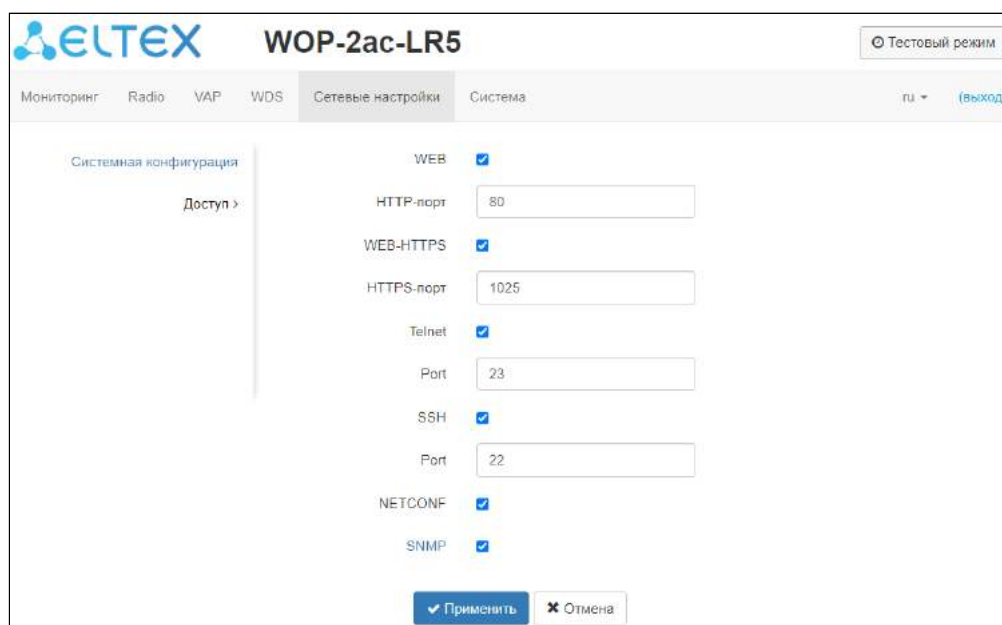 ELTEX WOP-2ac-LR5 Тестовый режим
Мониторинг Radio VAP WDS Сетевые настройки Система ru (выход
Системная конфигурация
Доступ >
WEB
HTTP-порт 80
WEB-HTTPS
HTTPS-порт 1025
Telnet
Port 23
SSH
Port 22
NETCONF
SNMP
Применить Отмена